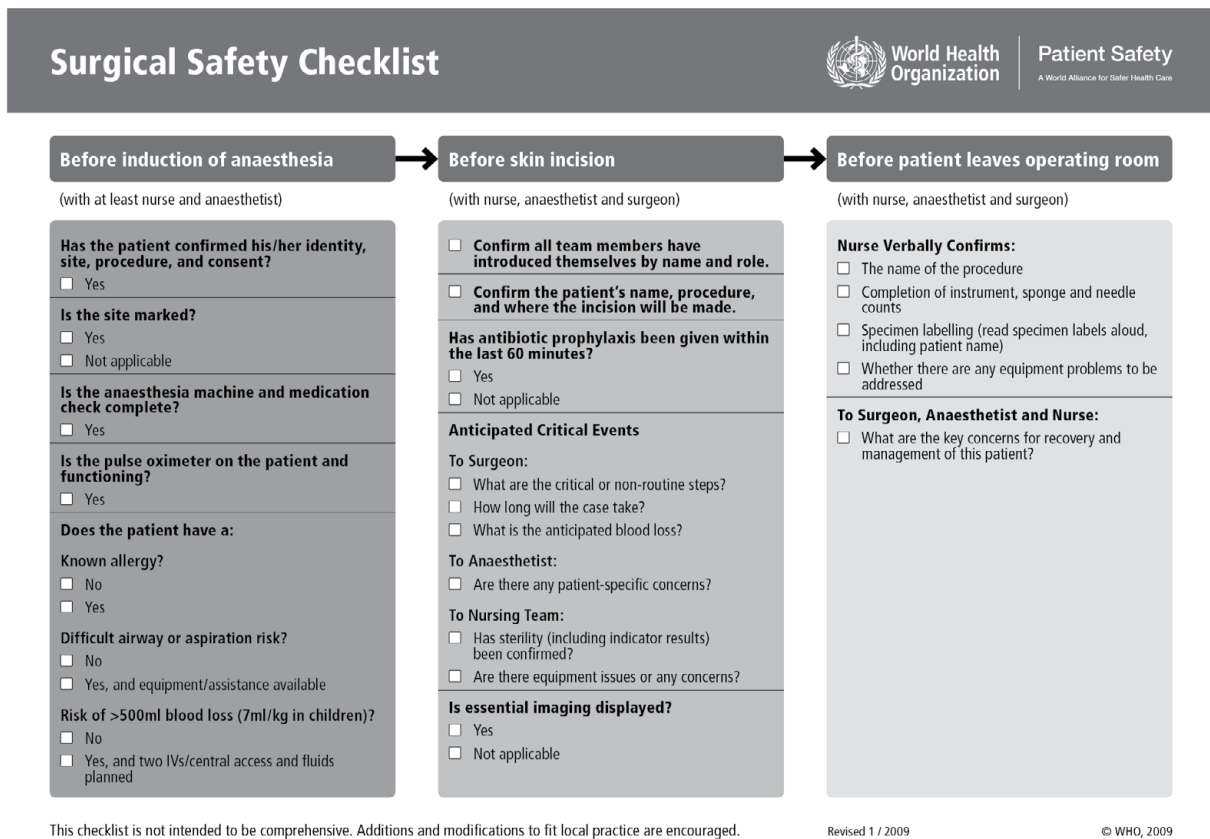 Surgical Safety Checklist
World Health
Organization
Patient Safety
A World Alliance for Safer Health Care
Before induction of anaesthesia
(with at least nurse and anaesthetist)
Has the patient confirmed his/her identity,
site, procedure, and consent?
Yes
Is the site marked?
Yes
Not applicable
Is the anaesthesia machine and medication
check complete?
Yes
Is the pulse oximeter on the patient and
functioning?
Yes
Does the patient have a:
Known allergy?
No
Yes
Difficult airway or aspiration risk?
No
Yes, and equipment/assistance available
Risk of >500ml blood loss (7ml/kg in children)?
No
Yes, and two IVs/central access and fluids
planned
Before skin incision
(with nurse, anaesthetist and surgeon)
Confirm all team members have
introduced themselves by name and role.
Confirm the patient's name, procedure,
and where the incision will be made.
Has antibiotic prophylaxis been given within
the last 60 minutes?
Yes
Not applicable
Anticipated Critical Events
To Surgeon:
What are the critical or non-routine steps?
How long will the case take?
What is the anticipated blood loss?
To Anaesthetist:
Are there any patient-specific concerns?
To Nursing Team:
Has sterility (including indicator results)
been confirmed?
Are there equipment issues or any concerns?
Is essential imaging displayed?
Yes
Not applicable
Before patient leaves operating room
(with nurse, anaesthetist and surgeon)
Nurse Verbally Confirms:
The name of the procedure
Completion of instrument, sponge and needle
counts
Specimen labelling (read specimen labels aloud,
including patient name)
Whether there are any equipment problems to be
addressed
To Surgeon, Anaesthetist and Nurse:
What are the key concerns for recovery and
management of this patient?
This checklist is not intended to be comprehensive. Additions and modifications to fit local practice are encouraged.
Revised 1 / 2009
© WHO, 2009